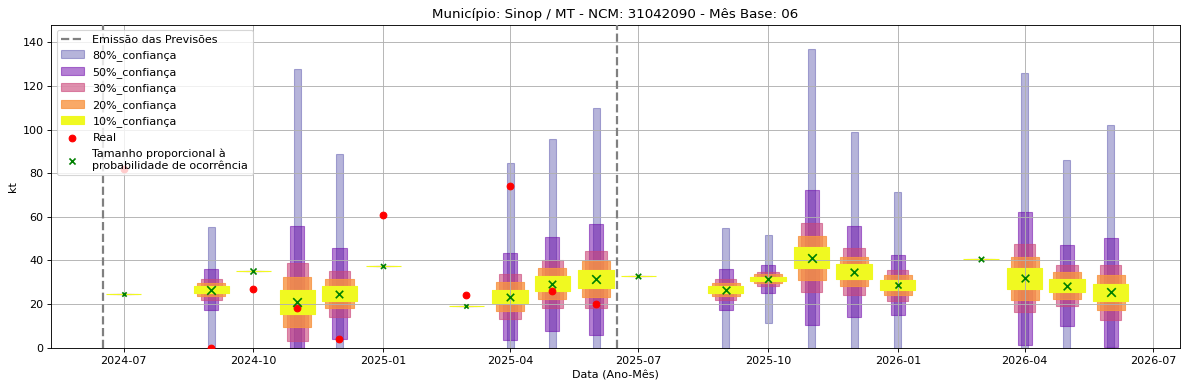 Município: Sinop / MT - NCM: 31042090 - Mês Base: 06
140
120
100
80
60
40
20
0
kt
Emissão das Previsões
80%_confiança
50%_confiança
30%_confiança
20%_confiança
10%_confiança
Real
Tamanho proporcional à
probabilidade de ocorrência
2024-07
2024-10
2025-01
2025-04
2025-07
2025-10
2026-01
2026-04
2026-07
Data (Ano-Mês)